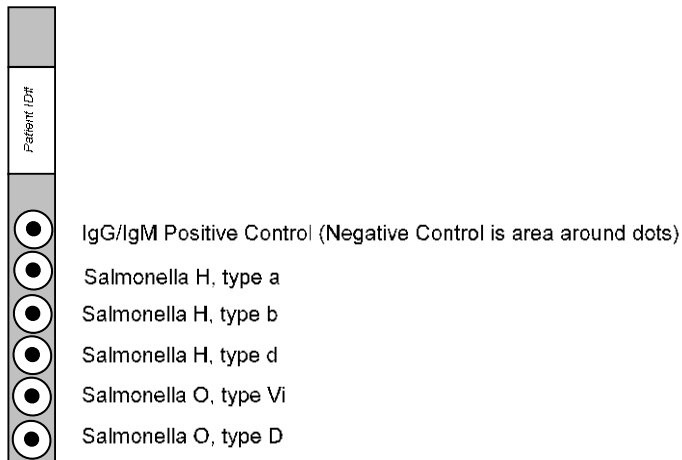 Patient ID#
IgG/IgM Positive Control (Negative Control is area around dots)
Salmonella H, type a
Salmonella H, type b
Salmonella H, type d
Salmonella O, type Vi
Salmonella O, type D